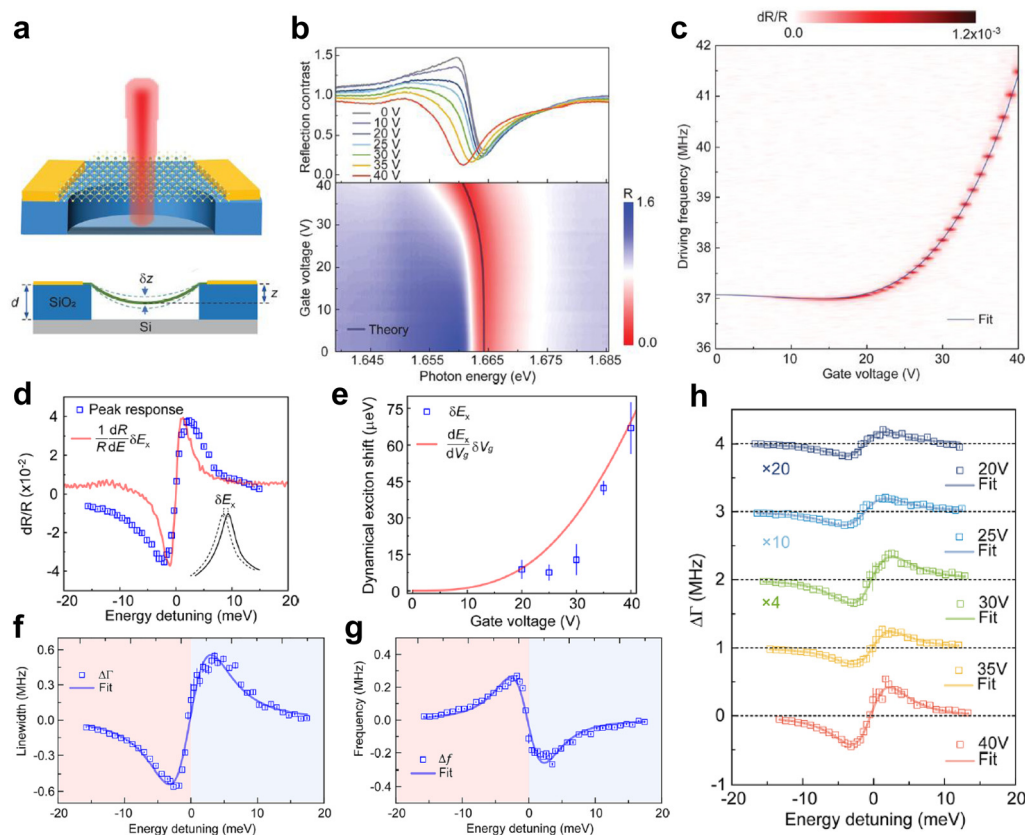 a
δz
d
SiO₂
z
Si
b
Reflection contrast
1.5
1.0
0.5
0.0
0 V
10 V
20 V
25 V
30 V
35 V
40 V
Gate voltage (V)
30
20
10
0
Theory
R
1.6
0.0
1.645
1.655
1.665
1.675
1.685
Photon energy (eV)
c
dR/R
0.0
1.2x10⁻³
Driving frequency (MHz)
42
41
40
39
38
37
36
Fit
0
10
20
30
40
Gate voltage (V)
d
dR/R (x10⁻²)
4
2
0
-2
-4
Peak response
1/R dR/dE δEₓ
δEₓ
-20
-10
0
10
20
Energy detuning (meV)
e
Dynamical exciton shift (μeV)
75
60
45
30
15
0
δEₓ
dEₓ/dV_g δV_g
0
10
20
30
40
Gate voltage (V)
f
Linewidth (MHz)
0.6
0.3
0.0
-0.3
-0.6
ΔΓ
Fit
-20
-10
0
10
20
Energy detuning (meV)
g
Frequency (MHz)
0.4
0.2
0.0
-0.2
-0.4
Δf
Fit
-20
-10
0
10
20
Energy detuning (meV)
h
ΔΓ (MHz)
4
3
2
1
0
-1
×20
20V
Fit
×10
25V
Fit
×4
30V
Fit
35V
Fit
40V
Fit
-20
-10
0
10
20
Energy detuning (meV)